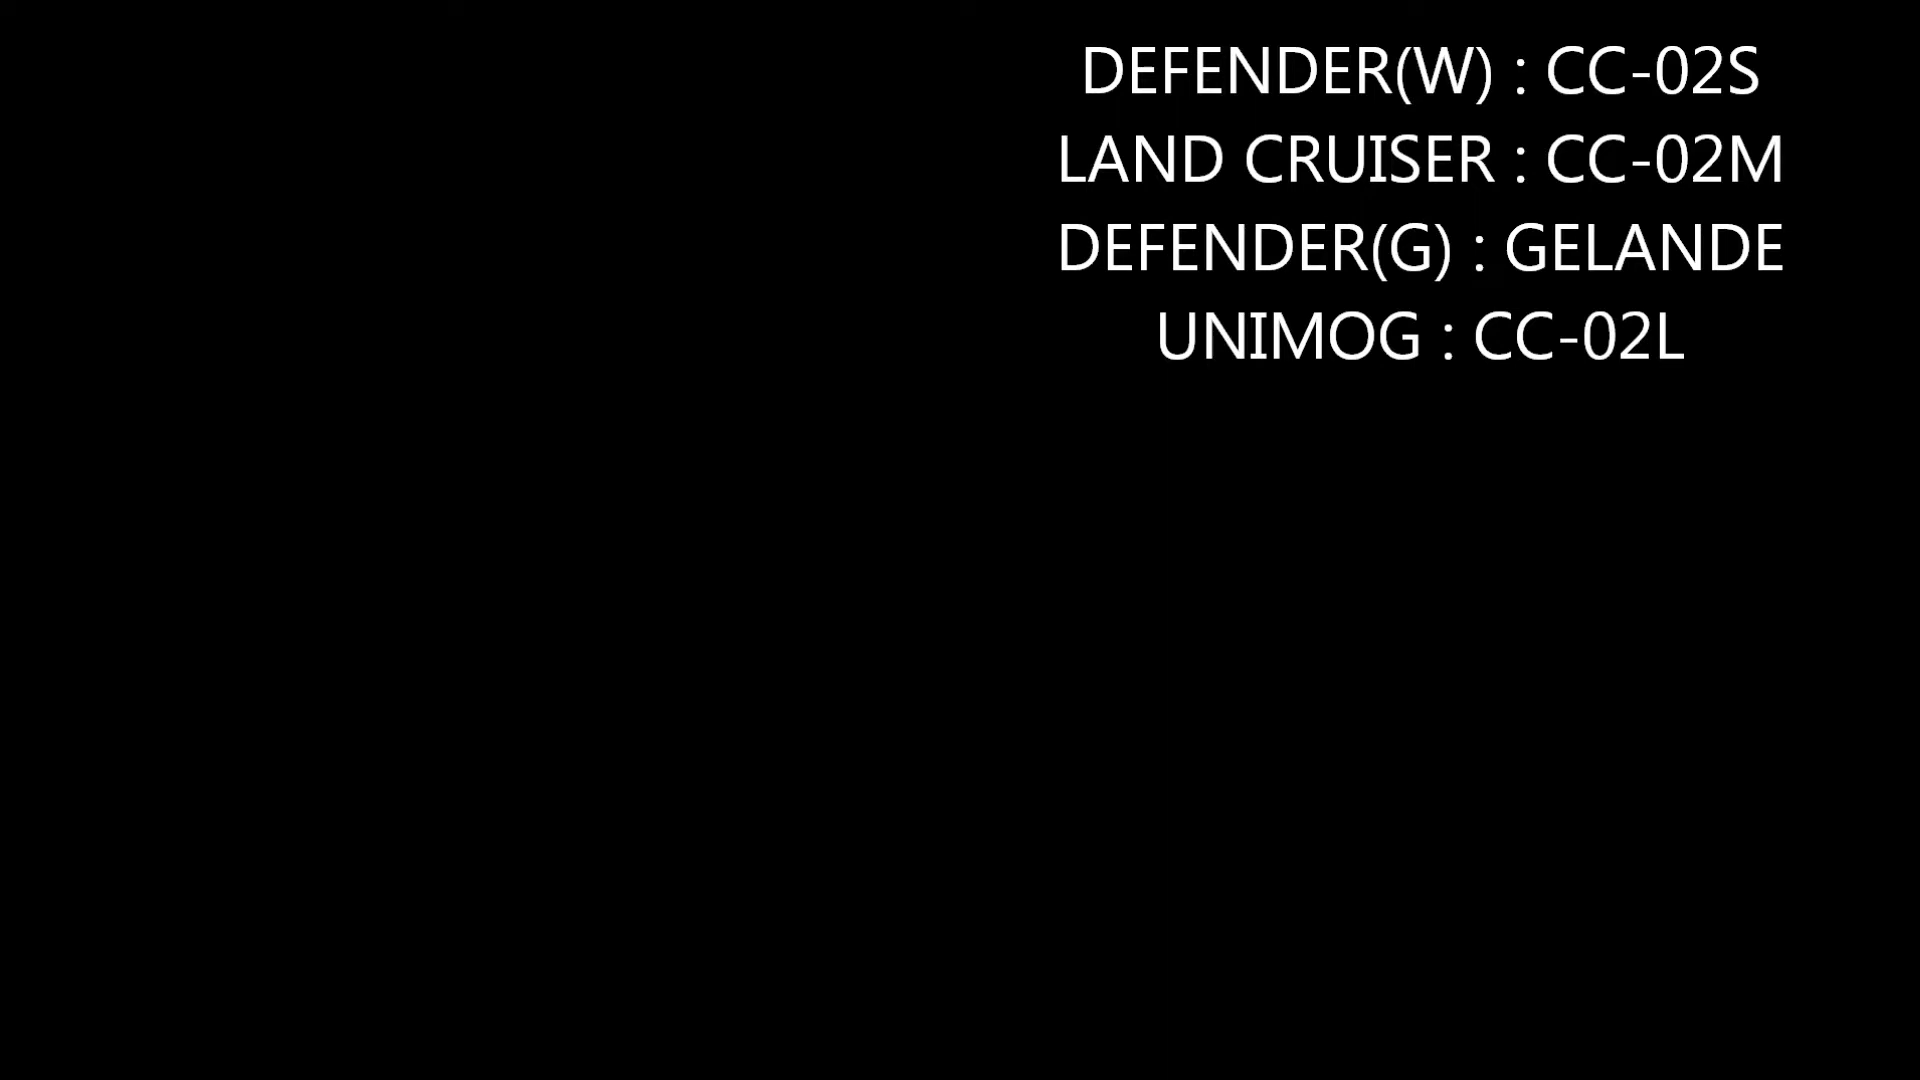 DEFENDER(W) : CC-02S
LAND CRUISER : CC-02M
DEFENDER(G) : GELANDE
UNIMOG : CC-02L